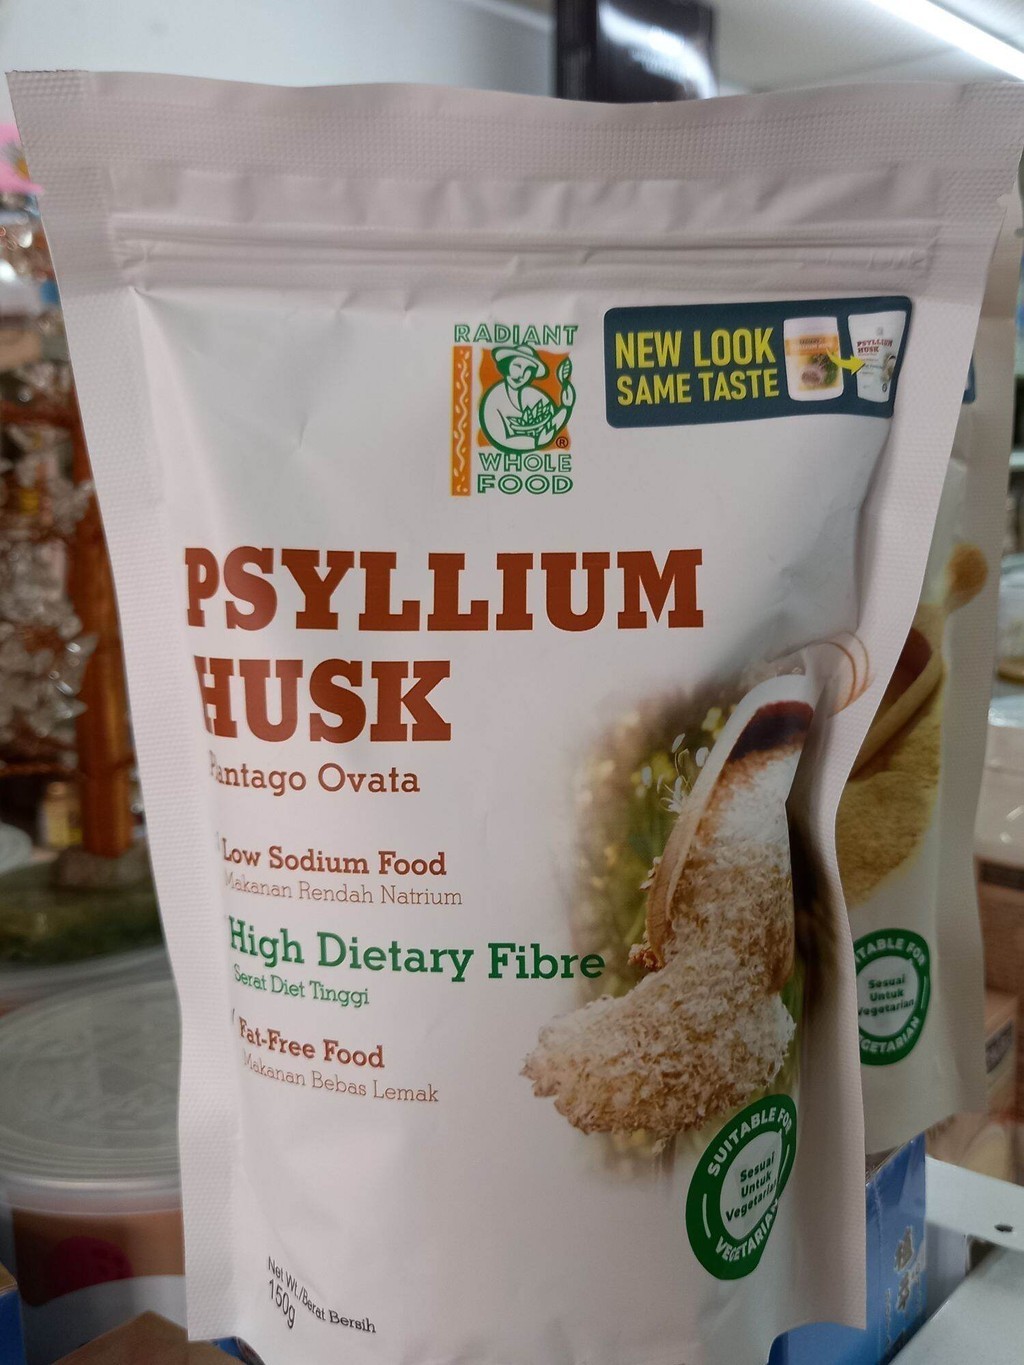 RADIANT
WHOLE
FOOD
®
NEW LOOK
SAME TASTE
PSYLLIUM
HUSK
PSYLLIUM
HUSK
Plantago Ovata
Low Sodium Food
Makanan Rendah Natrium
High Dietary Fibre
Serat Diet Tinggi
Fat-Free Food
Makanan Bebas Lemak
SUITABLE FOR
Sesuai
Untuk
Vegetarian
VEGETARIAN
Net Wt./Berat Bersih
150g
SUITABLE FOR
Sesuai
Untuk
Vegetarian
VEGETARIAN